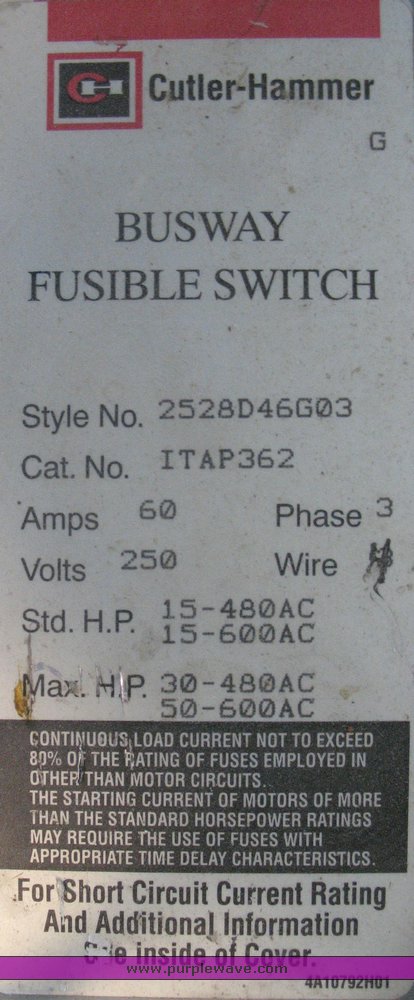 CH Cutler-Hammer
G
BUSWAY
FUSIBLE SWITCH
Style No. 2528D46G03
Cat. No. ITAP362
Amps 60 Phase 3
Volts 250 Wire
Std. H.P. 15-480AC
15-600AC
Max. H.P. 30-480AC
50-600AC
CONTINUOUS LOAD CURRENT NOT TO EXCEED
80% OF THE RATING OF FUSES EMPLOYED IN
OTHER THAN MOTOR CIRCUITS.
THE STARTING CURRENT OF MOTORS OF MORE
THAN THE STANDARD HORSEPOWER RATINGS
MAY REQUIRE THE USE OF FUSES WITH
APPROPRIATE TIME DELAY CHARACTERISTICS.
For Short Circuit Current Rating
And Additional Information
See inside of Cover.
www.purplewave.com
4A10792H01